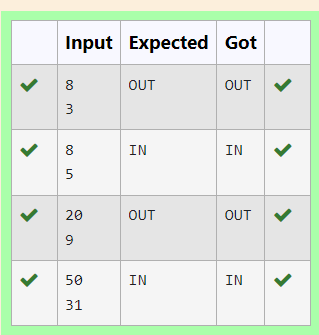 Input Expected Got
8 OUT OUT
3
8 IN IN
5
20 OUT OUT
9
50 IN IN
31